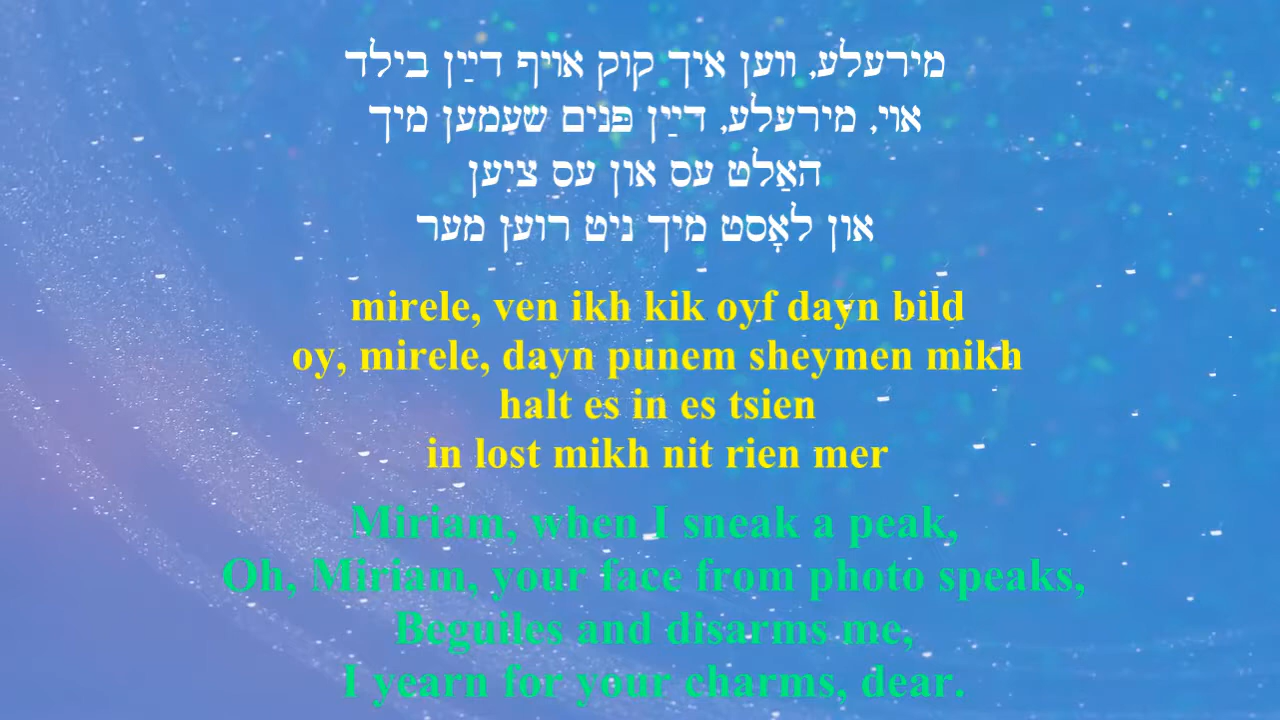 מירעלע, ווען איך קוק אויף דײַן בילד
אוי, מירעלע, דײַן פּנים שעמען מיך
האַלט עס און עס ציִען
און לאָסט מיך ניט רוען מער
mirele, ven ikh kik oyf dayn bild
oy, mirele, dayn punem sheymen mikh
halt es in es tsien
in lost mikh nit rien mer
Miriam, when I sneak a peak,
Oh, Miriam, your face from photo speaks,
Beguiles and disarms me,
I yearn for your charms, dear.